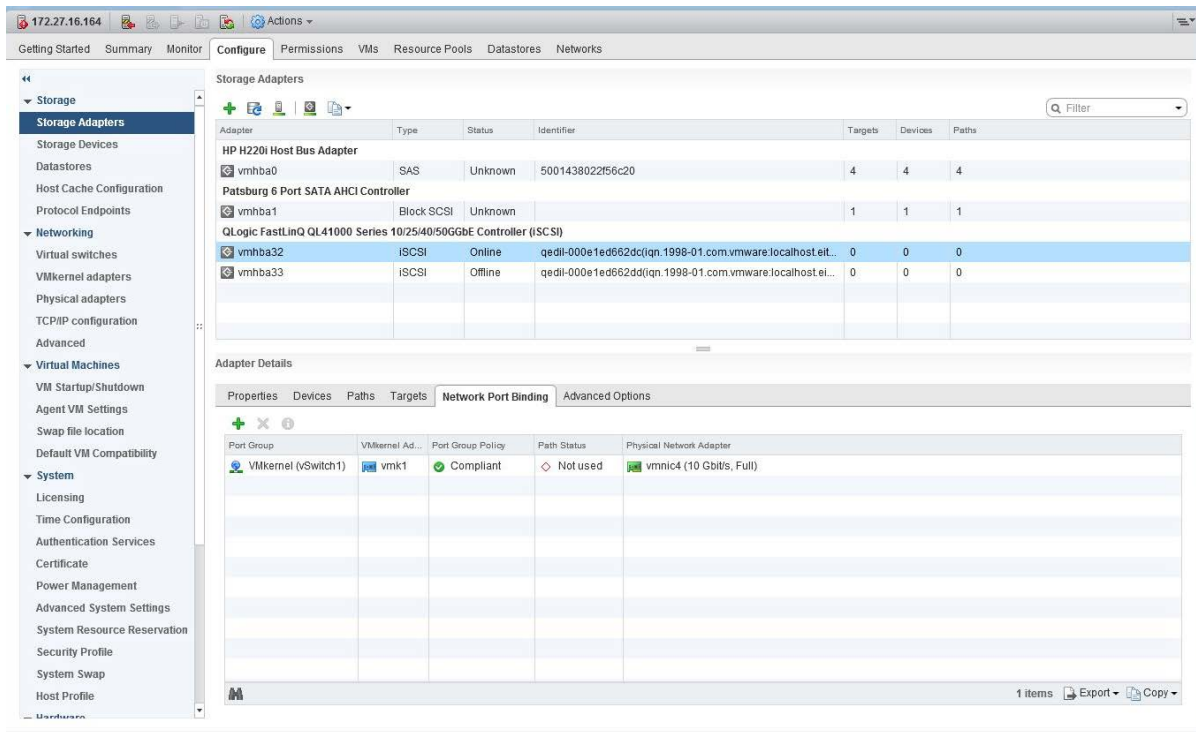 172.27.16.164 Actions
Getting Started Summary Monitor Configure Permissions VMs Resource Pools Datastores Networks
Storage
Storage Adapters
Storage Devices
Datastores
Host Cache Configuration
Protocol Endpoints
Networking
Virtual switches
VMkernel adapters
Physical adapters
TCP/IP configuration
Advanced
Virtual Machines
VM Startup/Shutdown
Agent VM Settings
Swap file location
Default VM Compatibility
System
Licensing
Time Configuration
Authentication Services
Certificate
Power Management
Advanced System Settings
System Resource Reservation
Security Profile
System Swap
Host Profile
Hardware
Storage Adapters
Filter
Adapter Type Status Identifier Targets Devices Paths
HP H220i Host Bus Adapter
vmhba0 SAS Unknown 5001438022f56c20 4 4 4
Patsburg 6 Port SATA AHCI Controller
vmhba1 Block SCSI Unknown 1 1 1
QLogic FastLinQ QL41000 Series 10/25/40/50GGbE Controller (iSCSI)
vmhba32 iSCSI Online qedil-000e1ed662dc(iqn.1998-01.com.vmware:localhost.eit... 0 0 0
vmhba33 iSCSI Offline qedil-000e1ed662dd(iqn.1998-01.com.vmware:localhost.ei... 0 0 0
Adapter Details
Properties Devices Paths Targets Network Port Binding Advanced Options
Port Group VMkernel Ad... Port Group Policy Path Status Physical Network Adapter
VMkernel (vSwitch1) vmk1 Compliant Not used vmnic4 (10 Gbit/s, Full)
1 items Export Copy